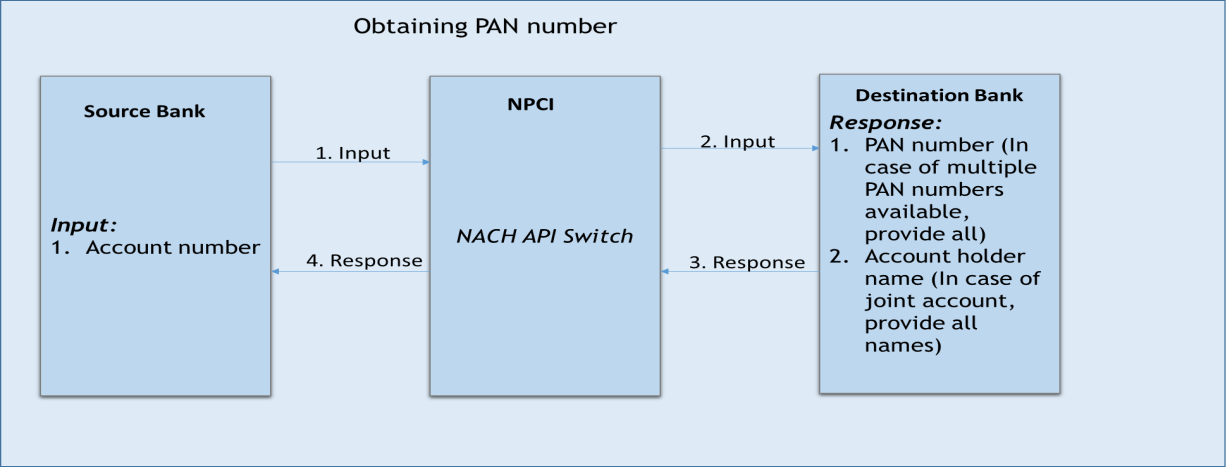 Obtaining PAN number
Source Bank
Input:
1. Account number
1. Input
4. Response
NPCI
NACH API Switch
2. Input
3. Response
Destination Bank
Response:
1. PAN number (In
case of multiple
PAN numbers
available,
provide all)
2. Account holder
name (In case of
joint account,
provide all
names)